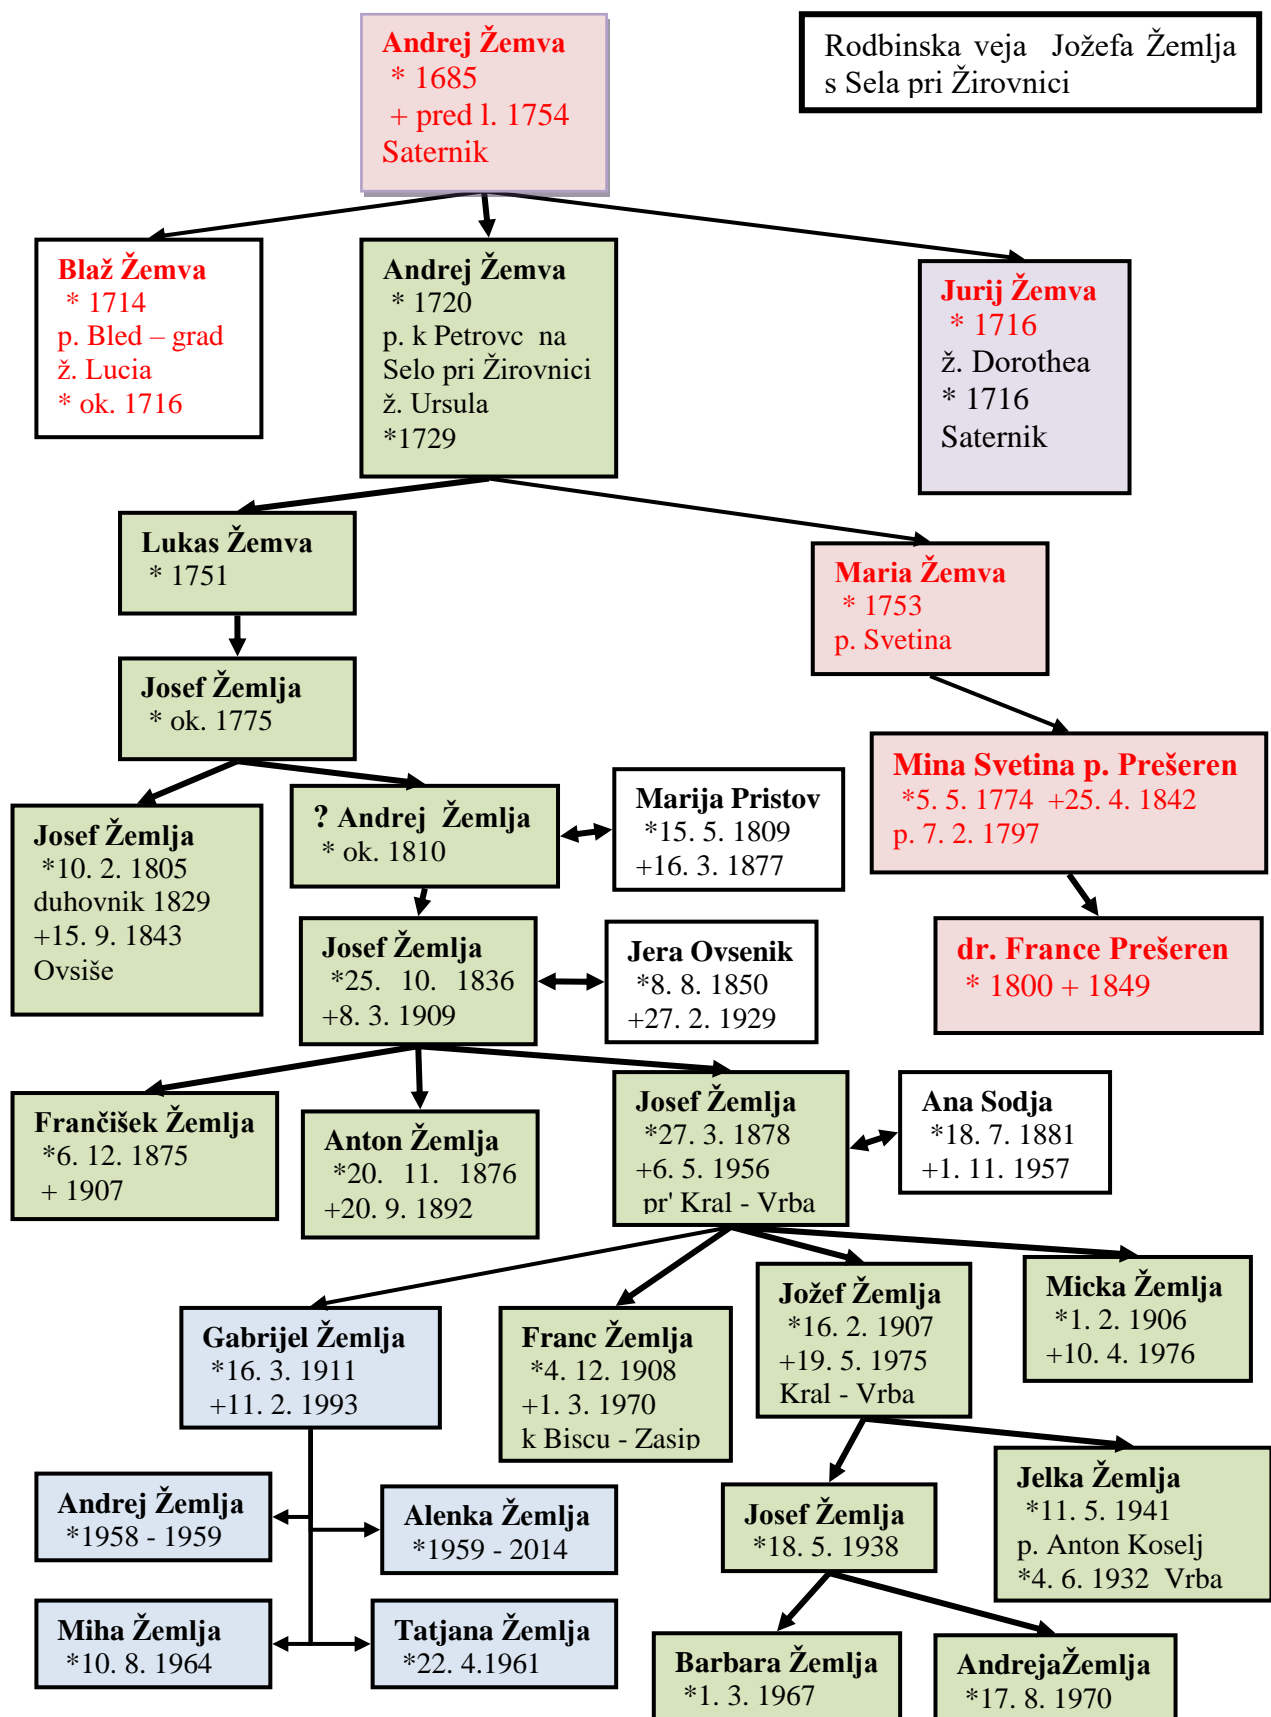 Andrej Žemva
* 1685
+ pred l. 1754
Saternik
Rodbinska veja Jožefa Žemlja
s Sela pri Žirovnici
Blaž Žemva
* 1714
p. Bled – grad
ž. Lucia
* ok. 1716
Andrej Žemva
* 1720
p. k Petrovc na
Selo pri Žirovnici
ž. Ursula
*1729
Jurij Žemva
* 1716
ž. Dorothea
* 1716
Saternik
Lukas Žemva
* 1751
Maria Žemva
* 1753
p. Svetina
Josef Žemlja
* ok. 1775
Mina Svetina p. Prešeren
*5. 5. 1774 +25. 4. 1842
p. 7. 2. 1797
Josef Žemlja
*10. 2. 1805
duhovnik 1829
+15. 9. 1843
Ovsiše
? Andrej Žemlja
* ok. 1810
Marija Pristov
*15. 5. 1809
+16. 3. 1877
dr. France Prešeren
* 1800 + 1849
Josef Žemlja
*25. 10. 1836
+8. 3. 1909
Jera Ovsenik
*8. 8. 1850
+27. 2. 1929
Frančišek Žemlja
*6. 12. 1875
+ 1907
Anton Žemlja
*20. 11. 1876
+20. 9. 1892
Josef Žemlja
*27. 3. 1878
+6. 5. 1956
pr' Kral - Vrba
Ana Sodja
*18. 7. 1881
+1. 11. 1957
Gabrijel Žemlja
*16. 3. 1911
+11. 2. 1993
Franc Žemlja
*4. 12. 1908
+1. 3. 1970
k Biscu - Zasip
Jožef Žemlja
*16. 2. 1907
+19. 5. 1975
Kral - Vrba
Micka Žemlja
*1. 2. 1906
+10. 4. 1976
Andrej Žemlja
*1958 - 1959
Alenka Žemlja
*1959 - 2014
Josef Žemlja
*18. 5. 1938
Jelka Žemlja
*11. 5. 1941
p. Anton Koselj
*4. 6. 1932 Vrba
Miha Žemlja
*10. 8. 1964
Tatjana Žemlja
*22. 4.1961
Barbara Žemlja
*1. 3. 1967
AndrejaŽemlja
*17. 8. 1970